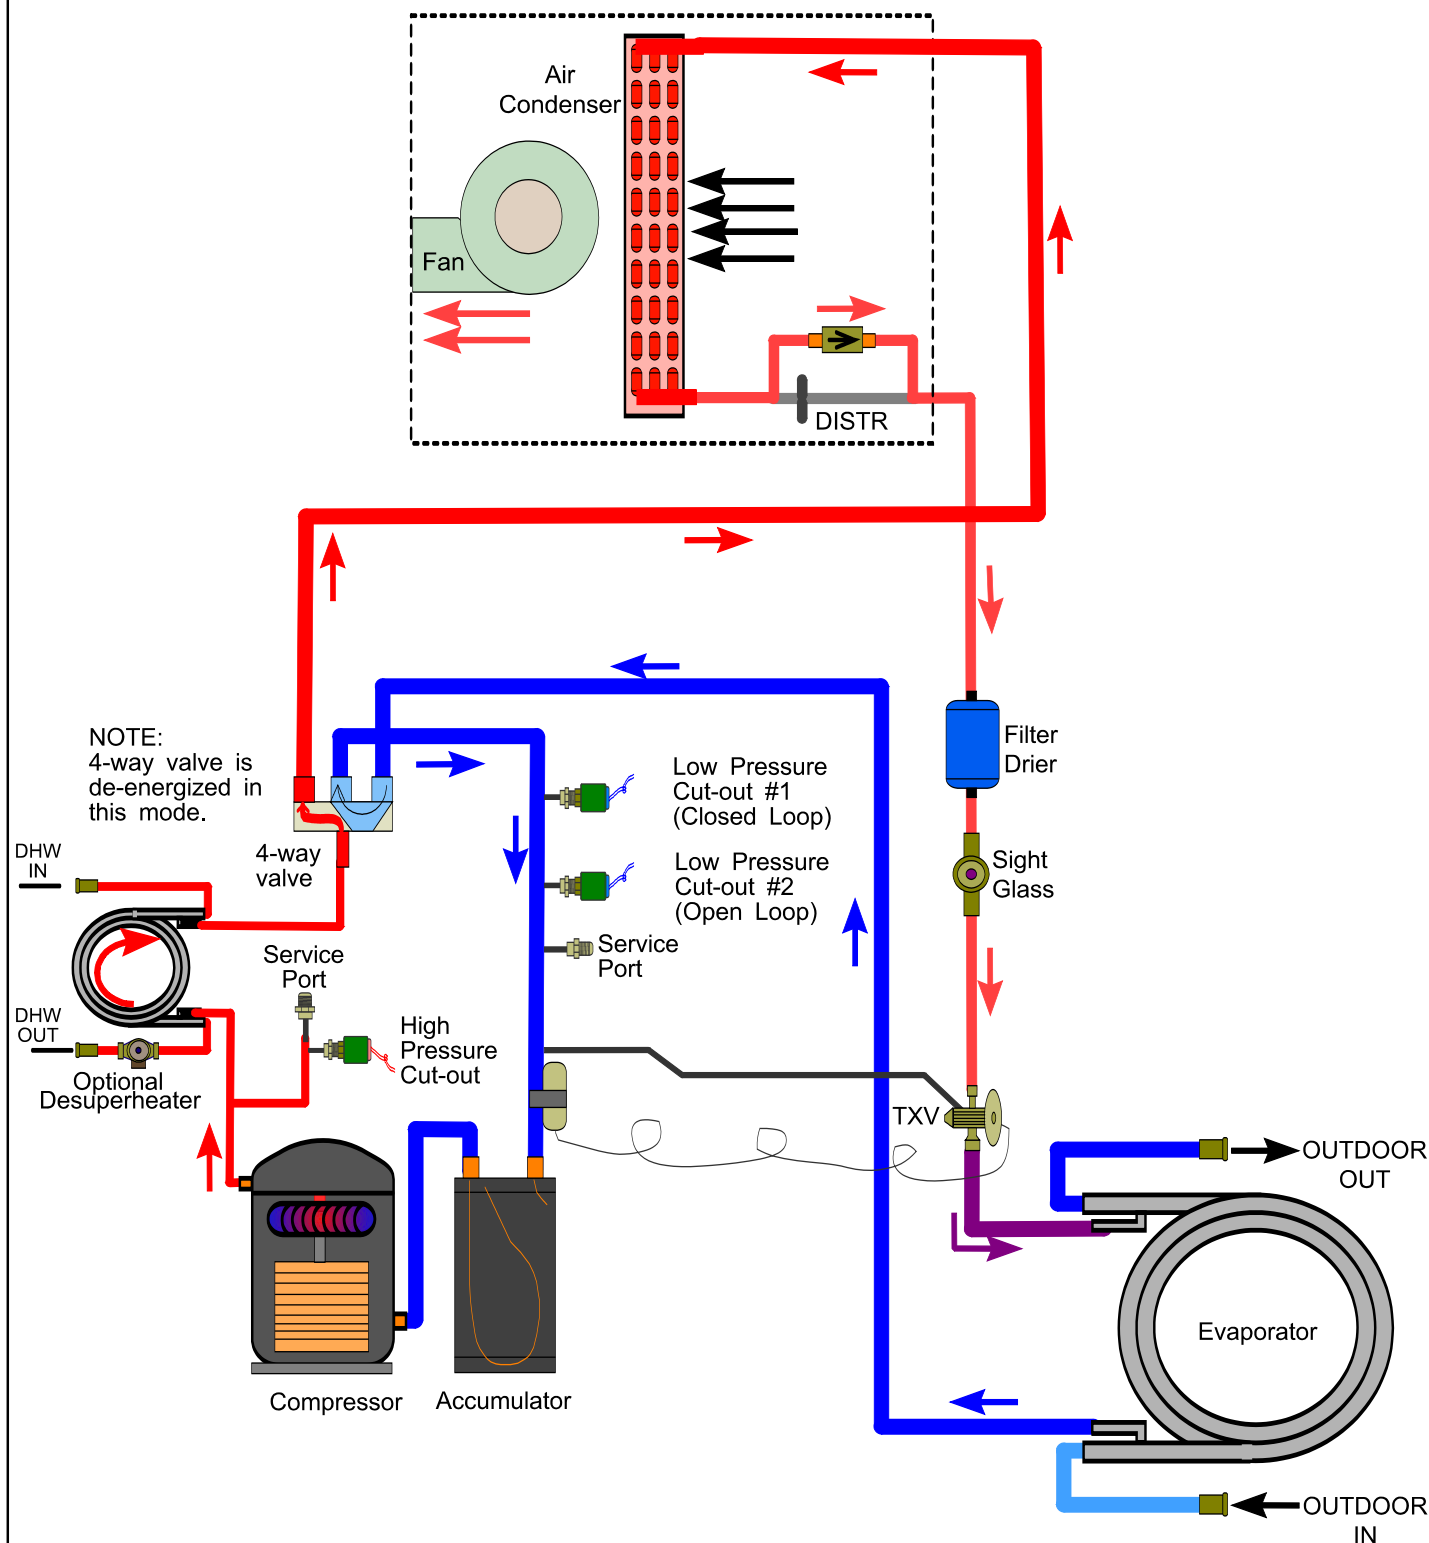 Air
Condenser
Fan
DISTR
NOTE:
4-way valve is
de-energized in
this mode.
Filter
Drier
Low Pressure
Cut-out #1
(Closed Loop)
4-way
valve
Low Pressure
Cut-out #2
(Open Loop)
Sight
Glass
DHW
IN
Service
Port
Service
Port
DHW
OUT
High
Pressure
Cut-out
Optional
Desuperheater
TXV
OUTDOOR
OUT
Evaporator
Compressor
Accumulator
OUTDOOR
IN